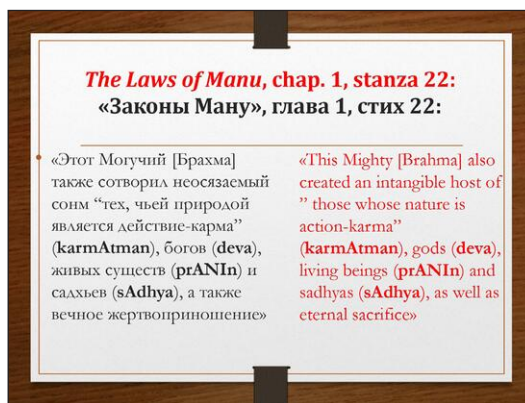 The Laws of Manu, chap. 1, stanza 22:
«Законы Ману», глава 1, стих 22:
• «Этот Могучий [Брахма]
также сотворил неосязаемый
сонм “тех, чьей природой
является действие-карма”
(karmAtman), богов (deva),
живых существ (prANIn) и
садхьев (sAdhya), а также
вечное жертвоприношение»
«This Mighty [Brahma] also
created an intangible host of
” those whose nature is
action-karma”
(karmAtman), gods (deva),
living beings (prANIn) and
sadhyas (sAdhya), as well as
eternal sacrifice»